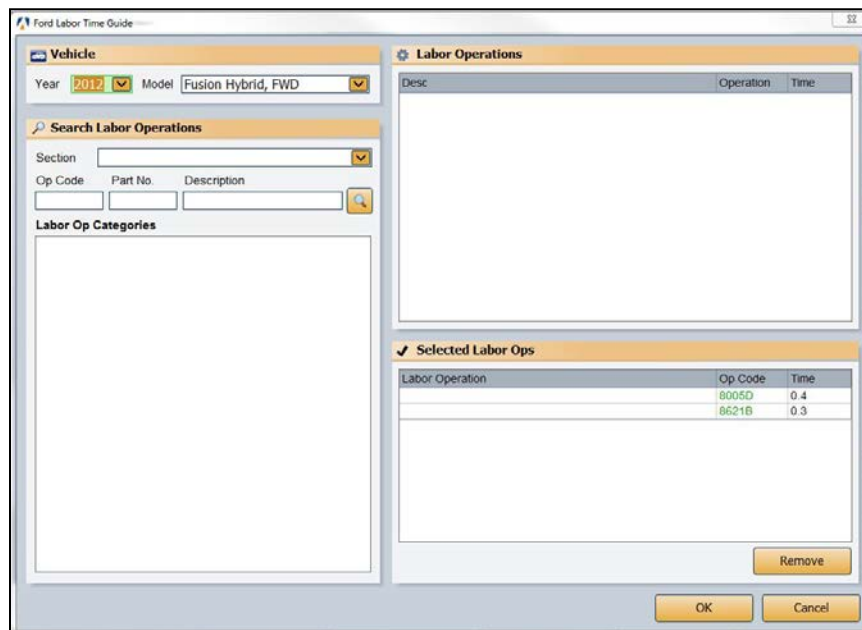 Ford Labor Time Guide
Vehicle
Year 2012 Model Fusion Hybrid, FWD
Search Labor Operations
Section
Op Code Part No. Description
Labor Op Categories
Labor Operations
Desc Operation Time
Selected Labor Ops
Labor Operation Op Code Time
8005D 0.4
8621B 0.3
Remove
OK Cancel